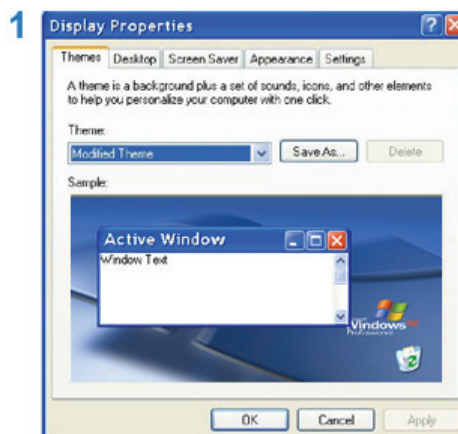 1
Display Properties
Themes Desktop Screen Saver Appearance Settings
A theme is a background plus a set of sounds, icons, and other elements
to help you personalize your computer with one click.
Theme:
Modified Theme Save As... Delete
Sample:
Active Window
Window Text
Windows
Professional
OK Cancel Apply